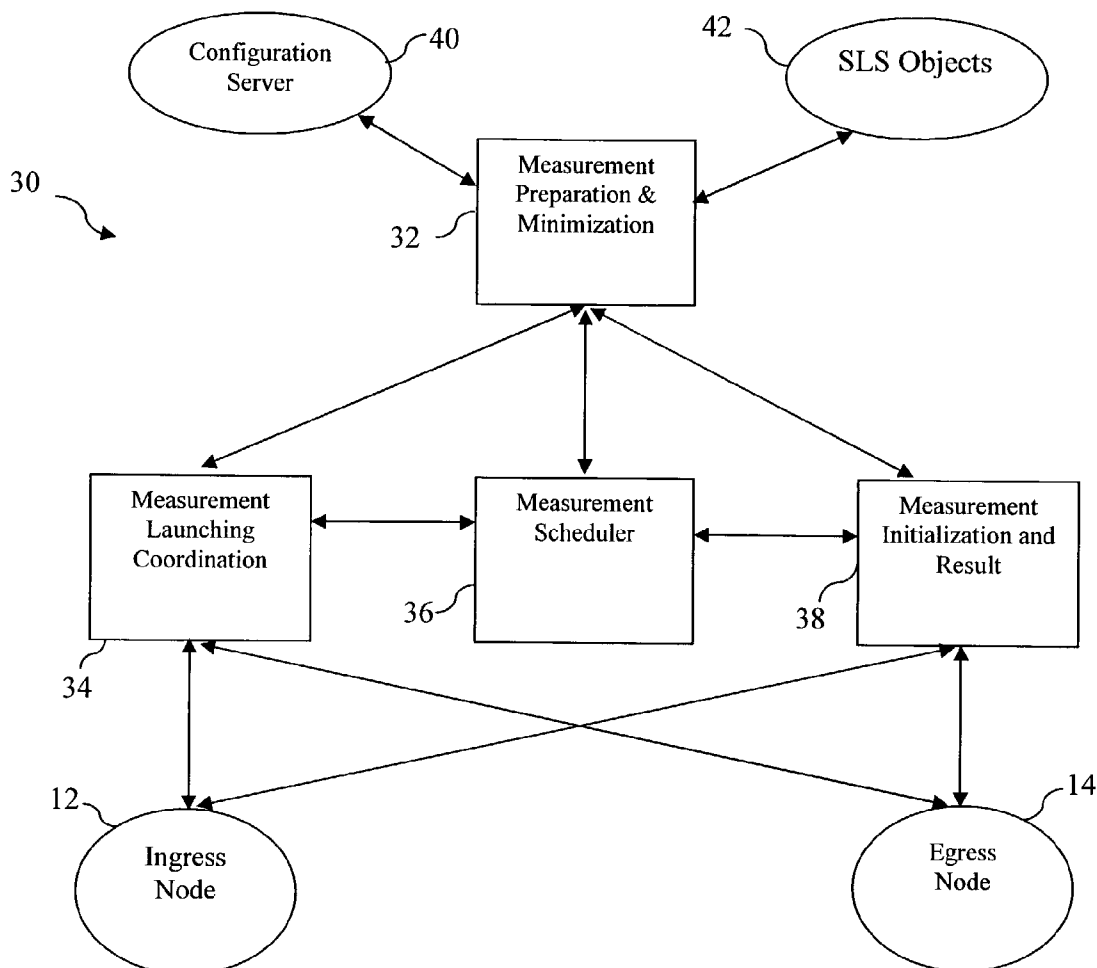 Configuration
Server
40
42
SLS Objects
30
Measurement
Preparation &
Minimization
32
Measurement
Launching
Coordination
34
Measurement
Scheduler
36
Measurement
Initialization and
Result
38
12
Ingress
Node
14
Egress
Node